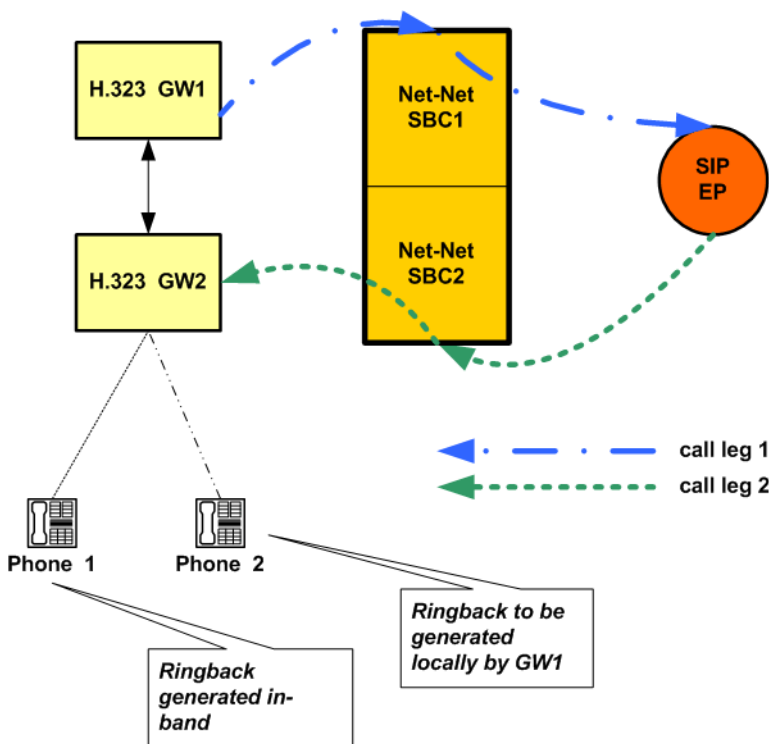 H.323 GW1
Net-Net
SBC1
SIP
EP
H.323 GW2
Net-Net
SBC2
call leg 1
call leg 2
Phone 1
Phone 2
Ringback to be
generated
locally by GW1
Ringback
generated in-
band